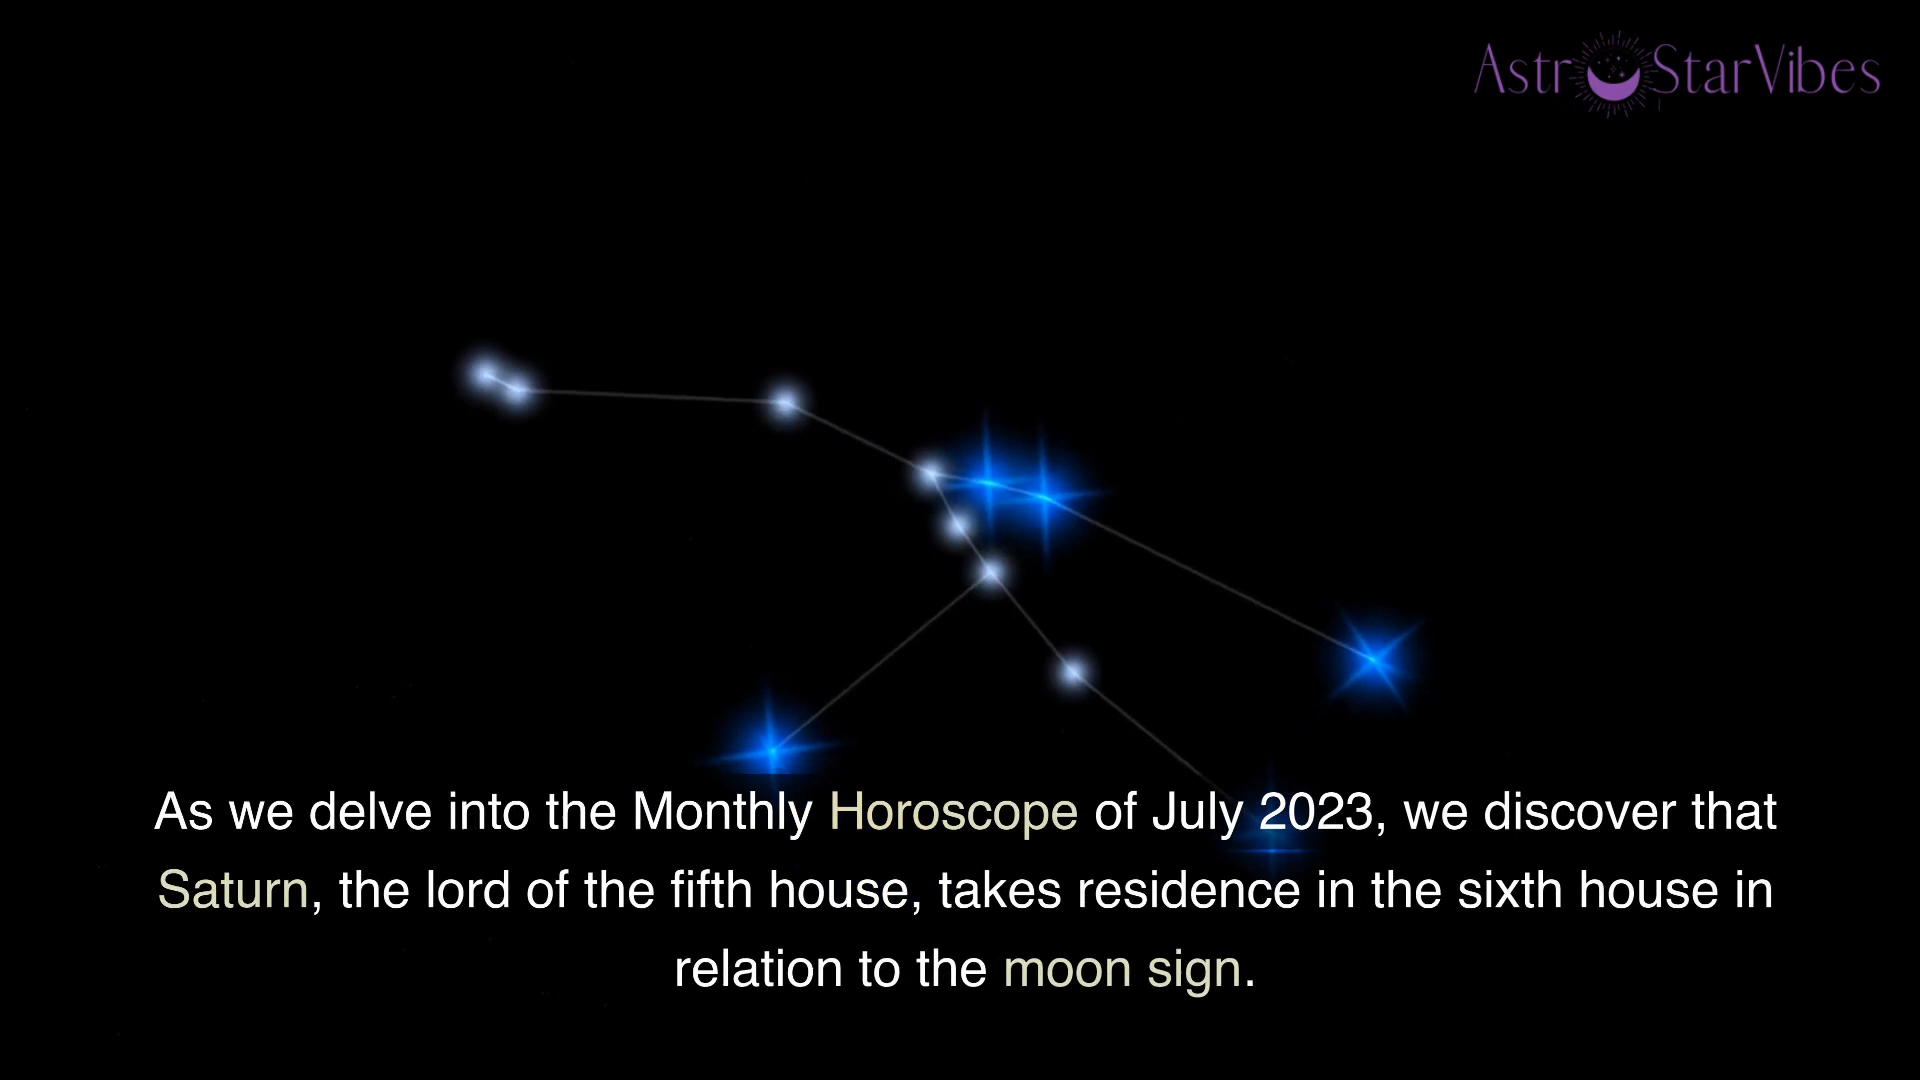 AstroStarVibes
As we delve into the Monthly Horoscope of July 2023, we discover that
Saturn, the lord of the fifth house, takes residence in the sixth house in
relation to the moon sign.